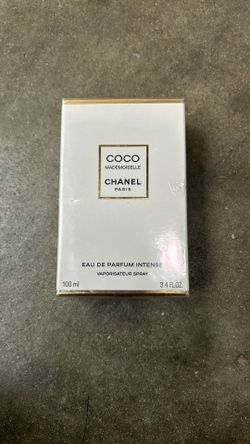 COCO
MADEMOISELLE
CHANEL
PARIS
EAU DE PARFUM INTENSE
VAPORISATEUR SPRAY
100 ml
3.4 FL.OZ.